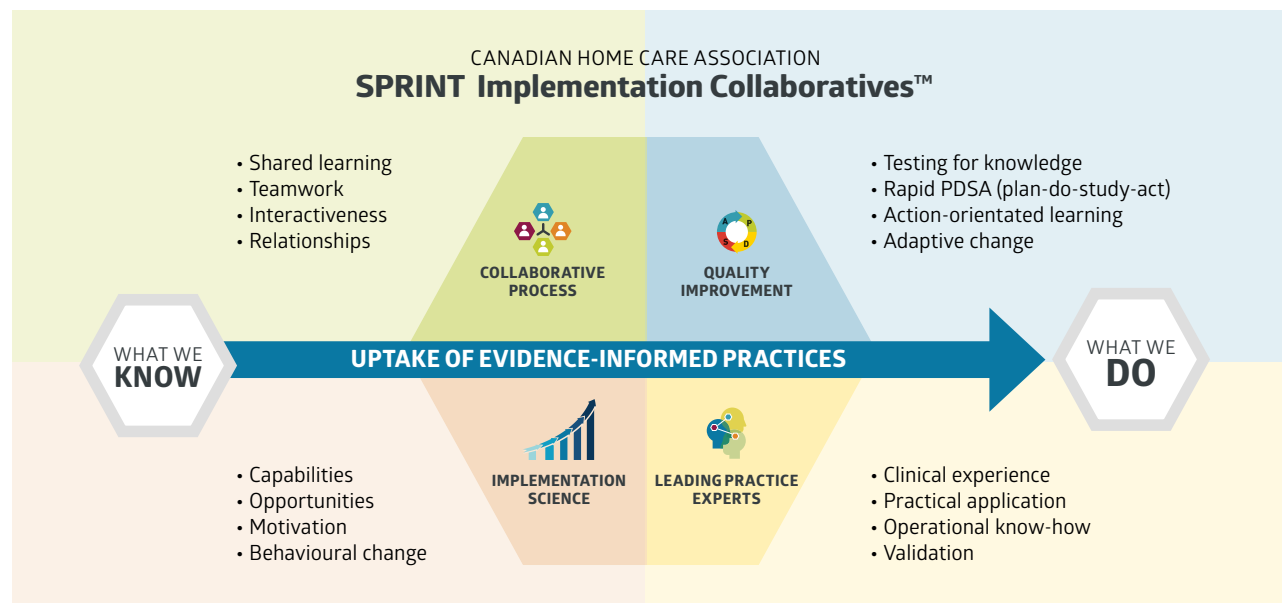 CANADIAN HOME CARE ASSOCIATION
SPRINT Implementation Collaboratives™
• Shared learning
• Teamwork
• Interactiveness
• Relationships
COLLABORATIVE
PROCESS
A P
S D
QUALITY
IMPROVEMENT
• Testing for knowledge
• Rapid PDSA (plan-do-study-act)
• Action-orientated learning
• Adaptive change
WHAT WE
KNOW
UPTAKE OF EVIDENCE-INFORMED PRACTICES
WHAT WE
DO
• Capabilities
• Opportunities
• Motivation
• Behavioural change
IMPLEMENTATION
SCIENCE
LEADING PRACTICE
EXPERTS
• Clinical experience
• Practical application
• Operational know-how
• Validation